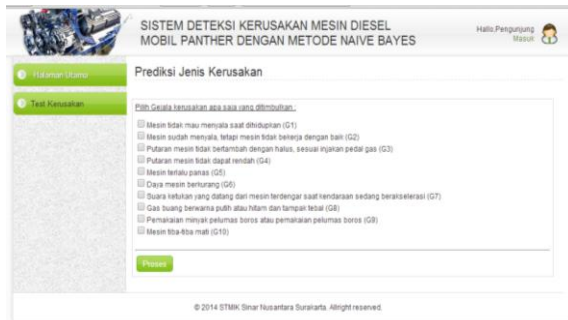 SISTEM DETEKSI KERUSAKAN MESIN DIESEL
MOBIL PANTHER DENGAN METODE NAIVE BAYES
Hallo,Pengunjung
Masuk
Halaman Utama
Test Kerusakan
Prediksi Jenis Kerusakan
Pilih Gejala kerusakan apa saja yang ditimbulkan :
Mesin tidak mau menyala saat dihidupkan (G1)
Mesin sudah menyala, tetapi mesin tidak bekerja dengan baik (G2)
Putaran mesin tidak bertambah dengan halus, sesuai injakan pedal gas (G3)
Putaran mesin tidak dapat rendah (G4)
Mesin terlalu panas (G5)
Daya mesin berkurang (G6)
Suara ketukan yang datang dari mesin terdengar saat kendaraan sedang berakselerasi (G7)
Gas buang berwarna putih atau hitam dan tampak tebal (G8)
Pemakaian minyak pelumas boros atau pemakaian pelumas boros (G9)
Mesin tiba-tiba mati (G10)
Proses
© 2014 STMIK Sinar Nusantara Surakarta. Allright reserved.